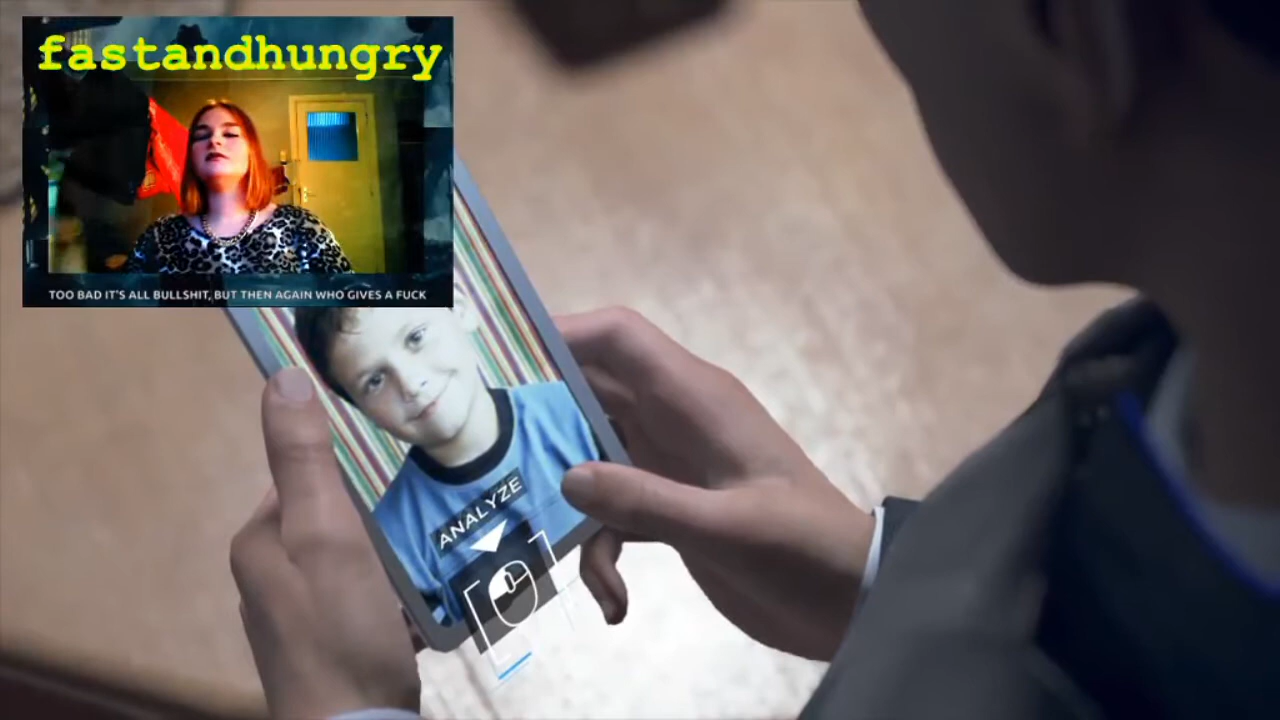 fastandhungry
TOO BAD IT'S ALL BULLSHIT, BUT THEN AGAIN WHO GIVES A FUCK
ANALYZE